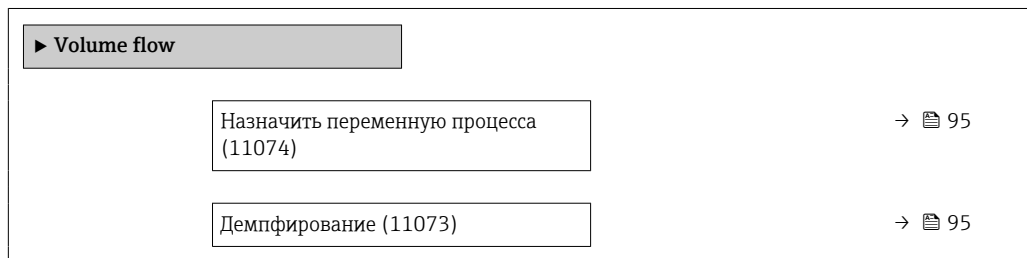 ▶ Volume flow
Назначить переменную процесса
(11074)
→ 95
Демпфирование (11073)
→ 95